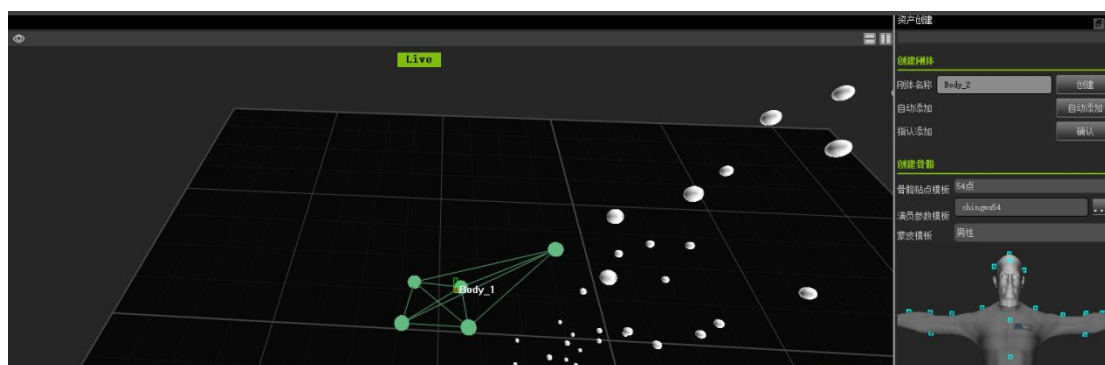 资产创建
Live
创建刚体
刚体名称 Body_2 创建
自动添加 自动添加
指认添加 确认
创建骨骼
骨骼贴点模板 54点
演员参数模板 chingmu54 ..
蒙皮模板 男性
Body_1